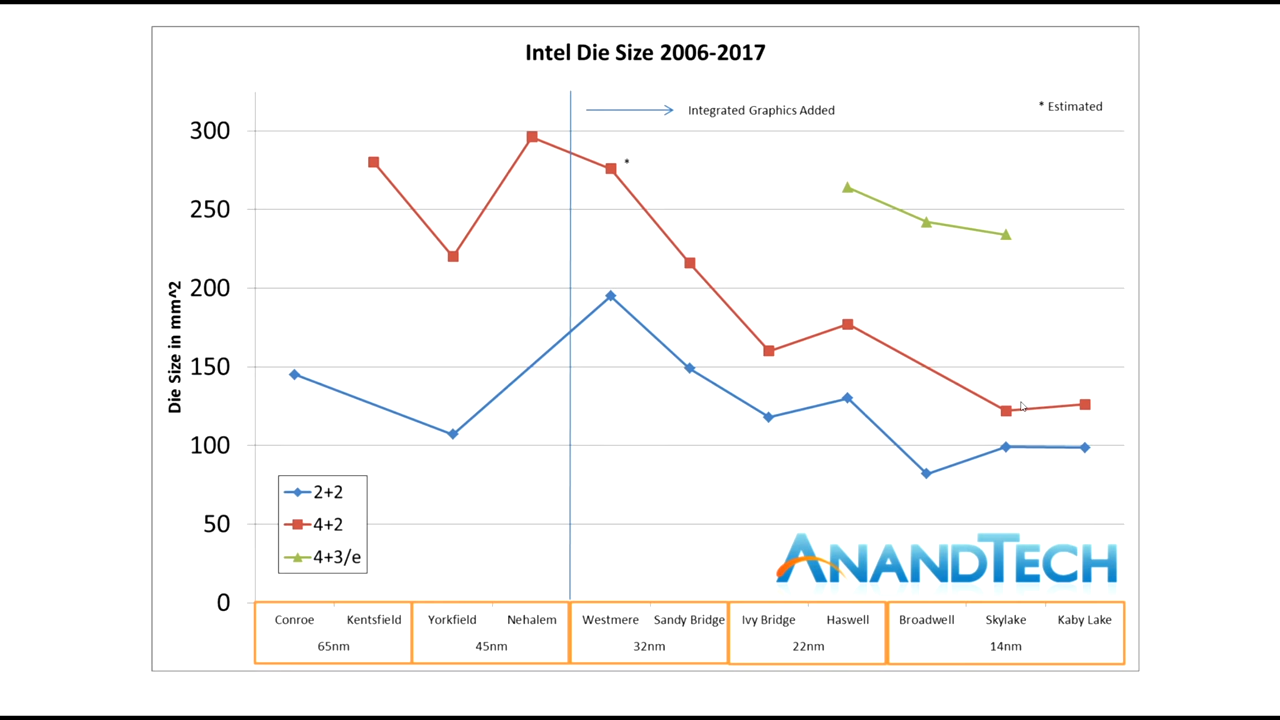 Intel Die Size 2006-2017
Integrated Graphics Added
* Estimated
Die Size in mm^2
300
250
200
150
100
50
0
*
2+2
4+2
4+3/e
ANANDTECH
Conroe Kentsfield Yorkfield Nehalem Westmere Sandy Bridge Ivy Bridge Haswell Broadwell Skylake Kaby Lake
65nm 45nm 32nm 22nm 14nm